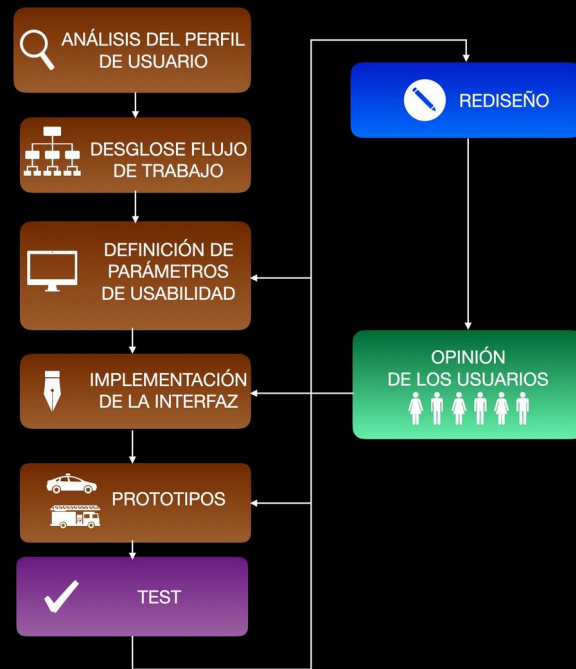 ANÁLISIS DEL PERFIL
DE USUARIO
DESGLOSE FLUJO
DE TRABAJO
DEFINICIÓN DE
PARÁMETROS
DE USABILIDAD
IMPLEMENTACIÓN
DE LA INTERFAZ
PROTOTIPOS
TEST
REDISEÑO
OPINIÓN
DE LOS USUARIOS